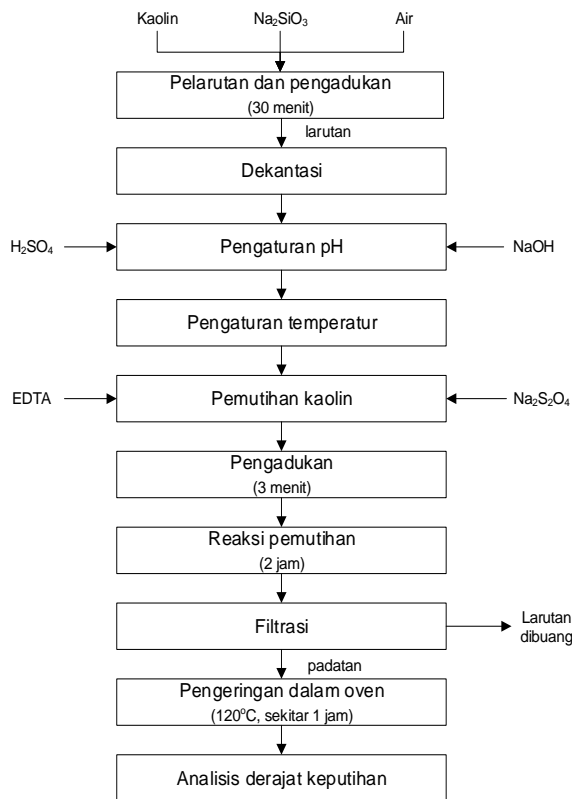 Kaolin
Na₂SiO₃
Air
Pelarutan dan pengadukan
(30 menit)
larutan
Dekantasi
H₂SO₄
Pengaturan pH
NaOH
Pengaturan temperatur
EDTA
Pemutihan kaolin
Na₂S₂O₄
Pengadukan
(3 menit)
Reaksi pemutihan
(2 jam)
Filtrasi
Larutan
dibuang
padatan
Pengeringan dalam oven
(120°C, sekitar 1 jam)
Analisis derajat keputihan